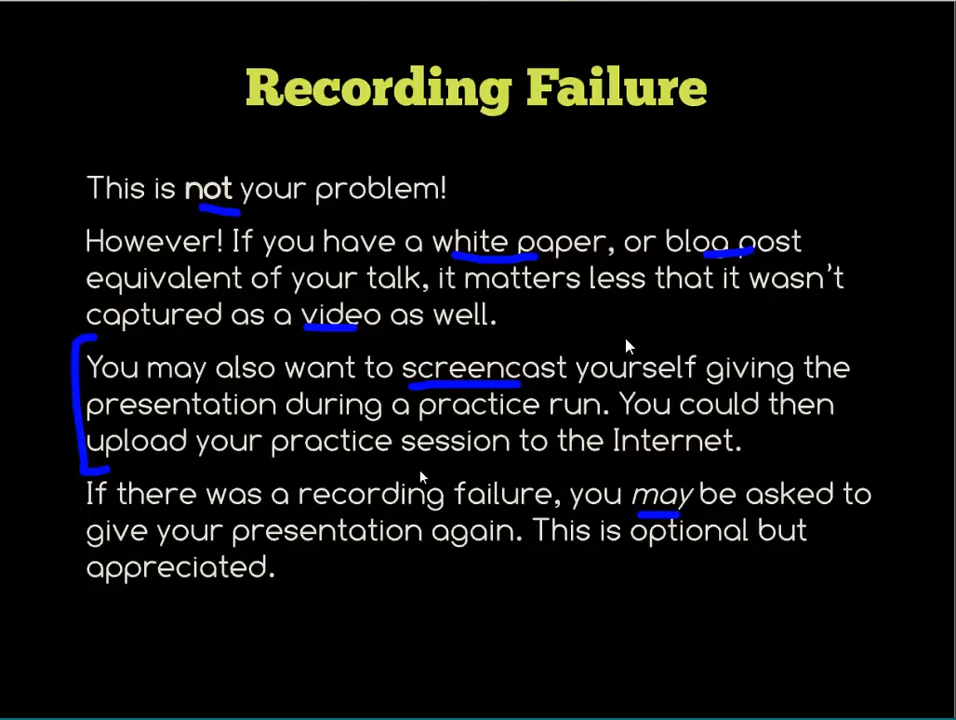 Recording Failure
This is not your problem!
However! If you have a white paper, or blog post
equivalent of your talk, it matters less that it wasn't
captured as a video as well.
You may also want to screencast yourself giving the
presentation during a practice run. You could then
upload your practice session to the Internet.
If there was a recording failure, you may be asked to
give your presentation again. This is optional but
appreciated.